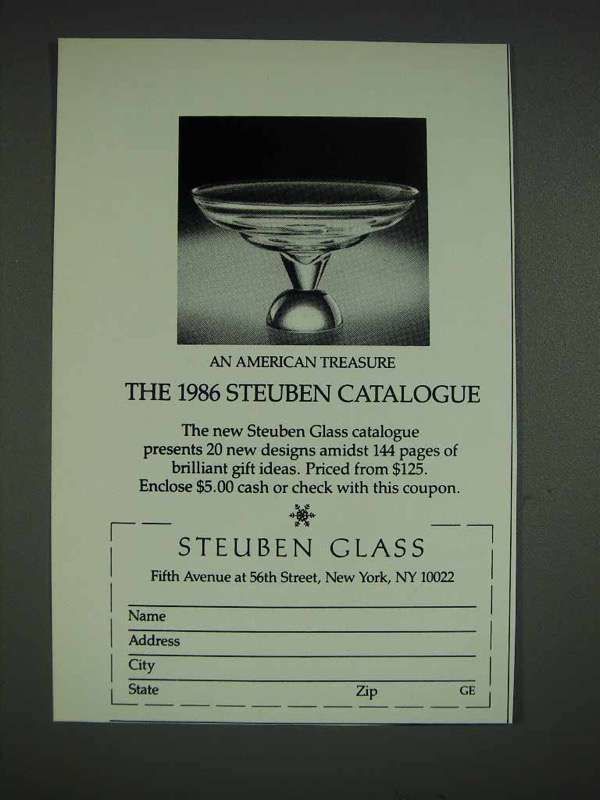 AN AMERICAN TREASURE
THE 1986 STEUBEN CATALOGUE
The new Steuben Glass catalogue
presents 20 new designs amidst 144 pages of
brilliant gift ideas. Priced from $125.
Enclose $5.00 cash or check with this coupon.
STEUBEN GLASS
Fifth Avenue at 56th Street, New York, NY 10022
Name
Address
City
State Zip GE